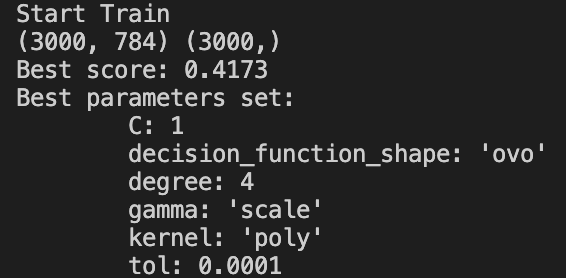 Start Train
(3000, 784) (3000,)
Best score: 0.4173
Best parameters set:
        C: 1
        decision_function_shape: 'ovo'
        degree: 4
        gamma: 'scale'
        kernel: 'poly'
        tol: 0.0001